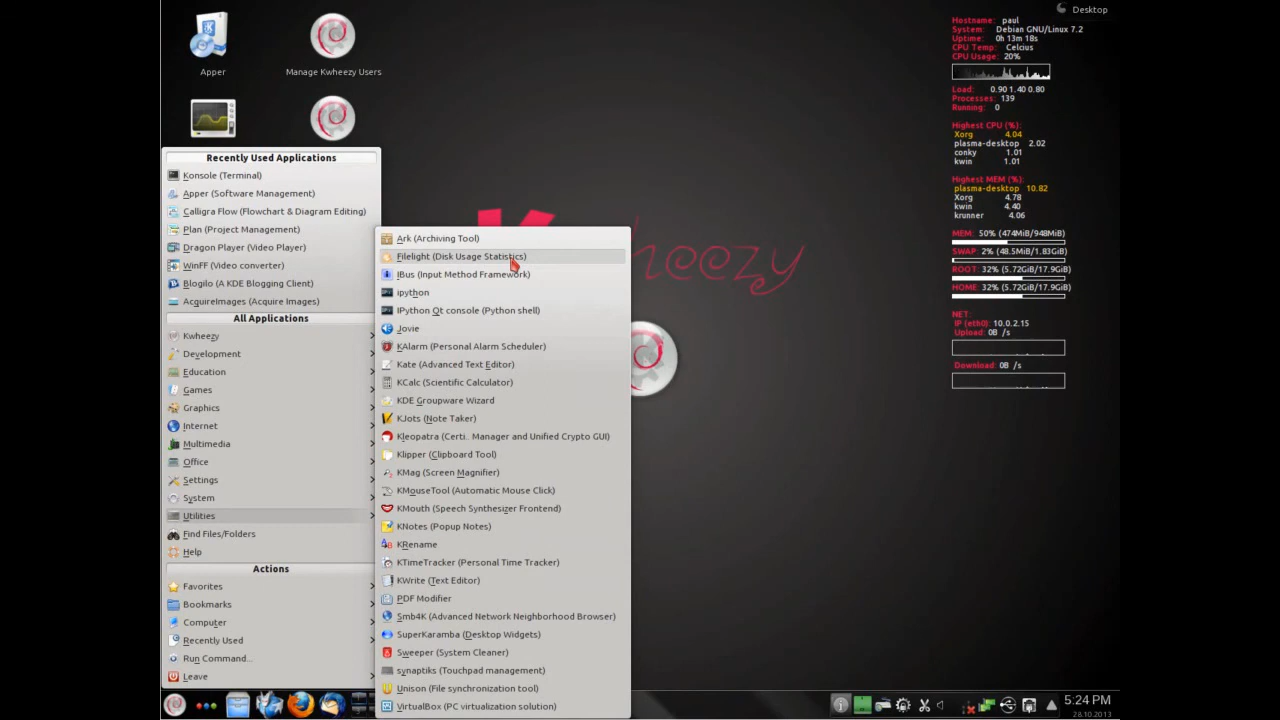 Desktop
Apper
Manage Kwheezy Users
Recently Used Applications
Konsole (Terminal)
Apper (Software Management)
Calligra Flow (Flowchart & Diagram Editing)
Plan (Project Management)
Dragon Player (Video Player)
WinFF (Video converter)
Blogilo (A KDE Blogging Client)
AcquireImages (Acquire Images)
All Applications
Kwheezy
Development
Education
Games
Graphics
Internet
Multimedia
Office
Settings
System
Utilities
Find Files/Folders
Help
Actions
Favorites
Bookmarks
Computer
Recently Used
Run Command...
Leave
Ark (Archiving Tool)
Filelight (Disk Usage Statistics)
IBus (Input Method Framework)
ipython
IPython Qt console (Python shell)
Jovie
KAlarm (Personal Alarm Scheduler)
Kate (Advanced Text Editor)
KCalc (Scientific Calculator)
KDE Groupware Wizard
KJots (Note Taker)
Kleopatra (Certi.. Manager and Unified Crypto GUI)
Klipper (Clipboard Tool)
KMag (Screen Magnifier)
KMouseTool (Automatic Mouse Click)
KMouth (Speech Synthesizer Frontend)
KNotes (Popup Notes)
KRename
KTimeTracker (Personal Time Tracker)
KWrite (Text Editor)
PDF Modifier
Smb4K (Advanced Network Neighborhood Browser)
SuperKaramba (Desktop Widgets)
Sweeper (System Cleaner)
synaptiks (Touchpad management)
Unison (File synchronization tool)
VirtualBox (PC virtualization solution)
Hostname: paul
System: Debian GNU/Linux 7.2
Uptime: 0h 13m 18s
CPU Temp: Celcius
CPU Usage: 20%
Load: 0.90 1.40 0.80
Processes: 139
Running: 0
Highest CPU (%):
Xorg 4.04
plasma-desktop 2.02
conky 1.01
kwin 1.01
Highest MEM (%):
plasma-desktop 10.82
Xorg 4.78
kwin 4.40
krunner 4.06
MEM: 50% (474MiB/948MiB)
SWAP: 2% (48.5MiB/1.83GiB)
ROOT: 32% (5.72GiB/17.9GiB)
HOME: 32% (5.72GiB/17.9GiB)
NET:
IP (eth0): 10.0.2.15
Upload: 0B /s
Download: 0B /s
5:24 PM
28.10.2013